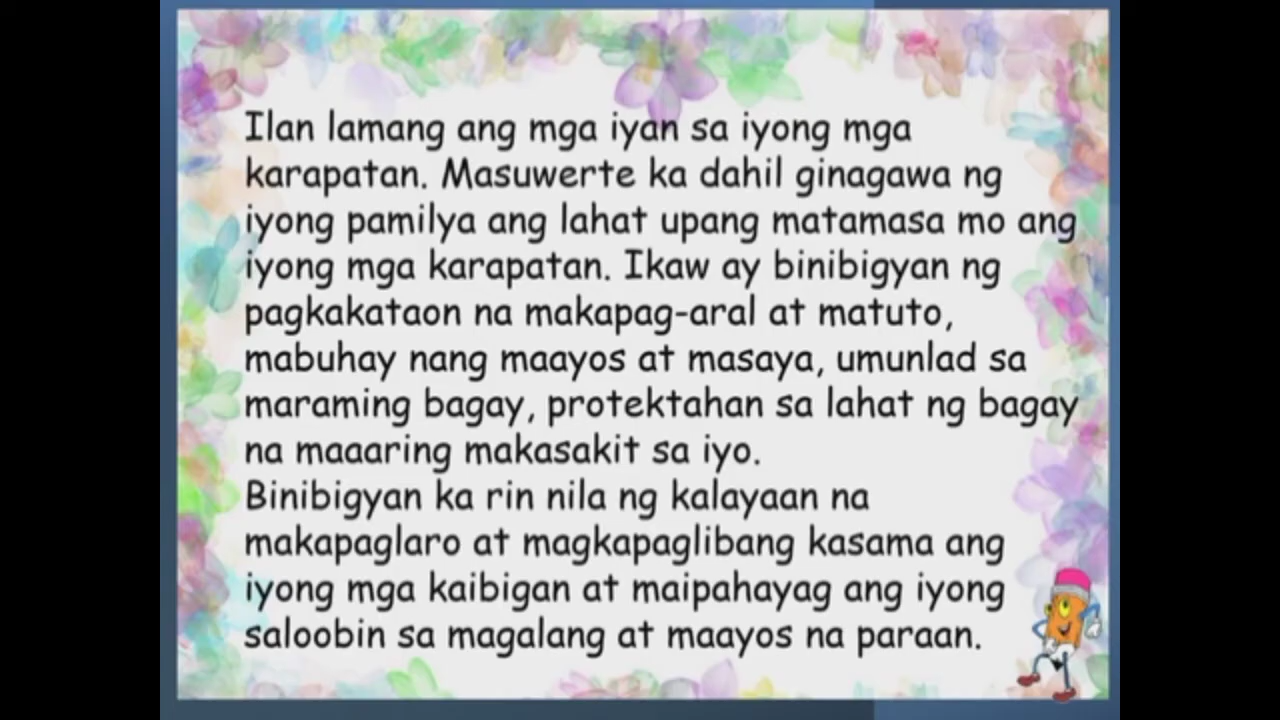 Ilan lamang ang mga iyan sa iyong mga
karapatan. Masuwerte ka dahil ginagawa ng
iyong pamilya ang lahat upang matamasa mo ang
iyong mga karapatan. Ikaw ay binibigyan ng
pagkakataon na makapag-aral at matuto,
mabuhay nang maayos at masaya, umunlad sa
maraming bagay, protektahan sa lahat ng bagay
na maaaring makasakit sa iyo.
Binibigyan ka rin nila ng kalayaan na
makapaglaro at magkapaglibang kasama ang
iyong mga kaibigan at maipahayag ang iyong
saloobin sa magalang at maayos na paraan.